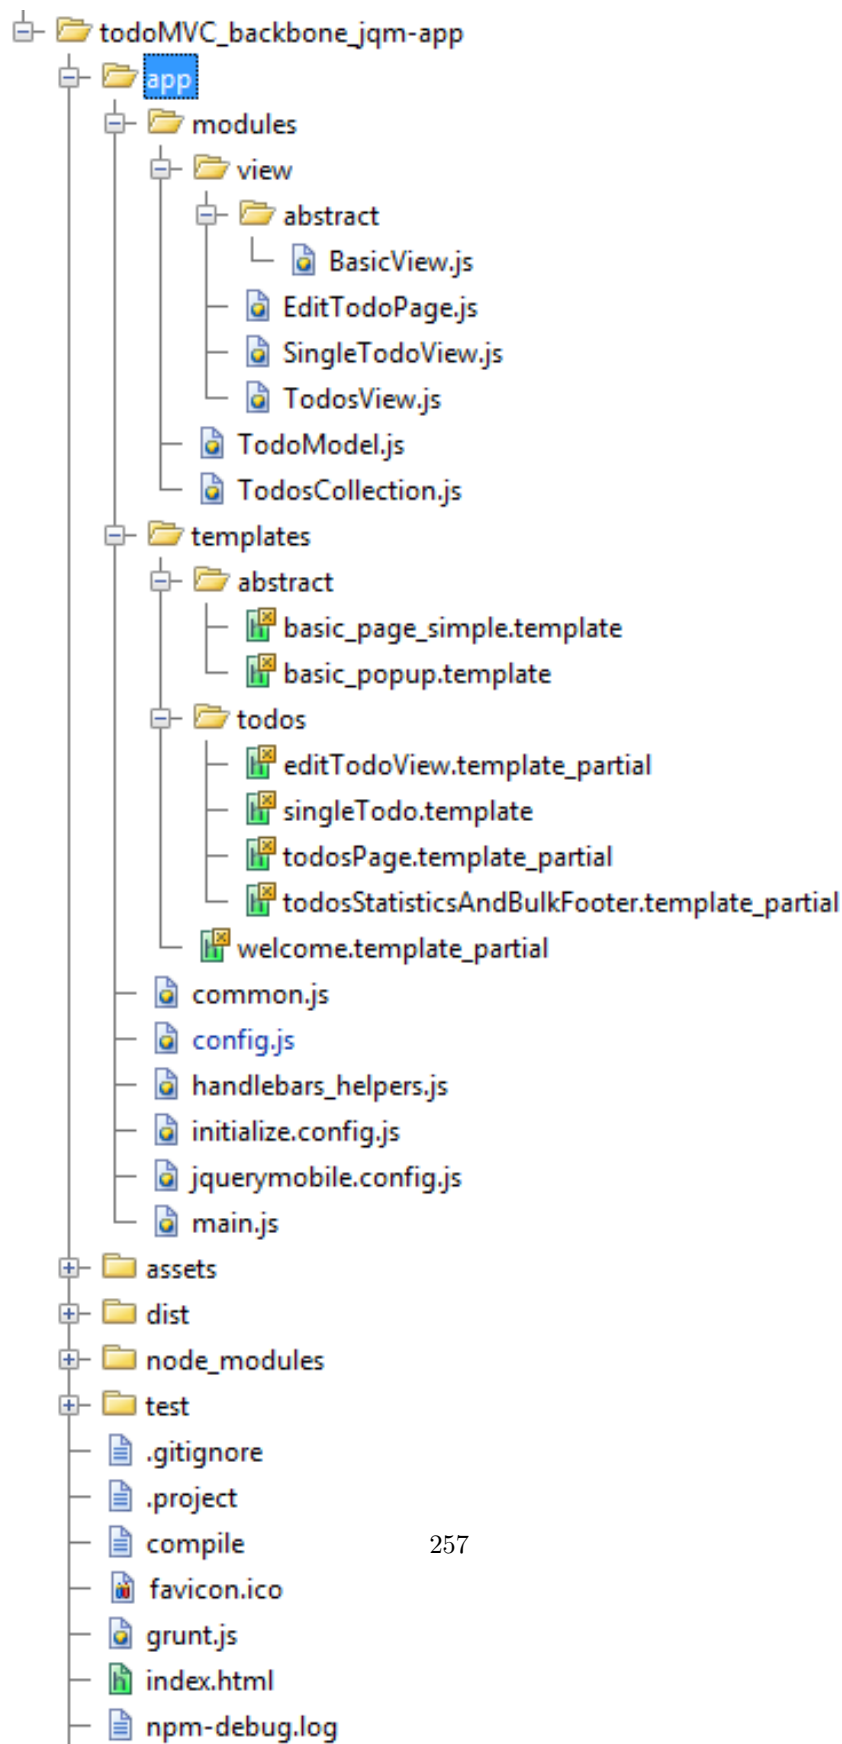 todoMVC_backbone_jqm-app
app
modules
view
abstract
BasicView.js
EditTodoPage.js
SingleTodoView.js
TodosView.js
TodoModel.js
TodosCollection.js
templates
abstract
basic_page_simple.template
basic_popup.template
todos
editTodoView.template_partial
singleTodo.template
todosPage.template_partial
todosStatisticsAndBulkFooter.template_partial
welcome.template_partial
common.js
config.js
handlebars_helpers.js
initialize.config.js
jquerymobile.config.js
main.js
assets
dist
node_modules
test
.gitignore
.project
compile 257
favicon.ico
grunt.js
index.html
npm-debug.log